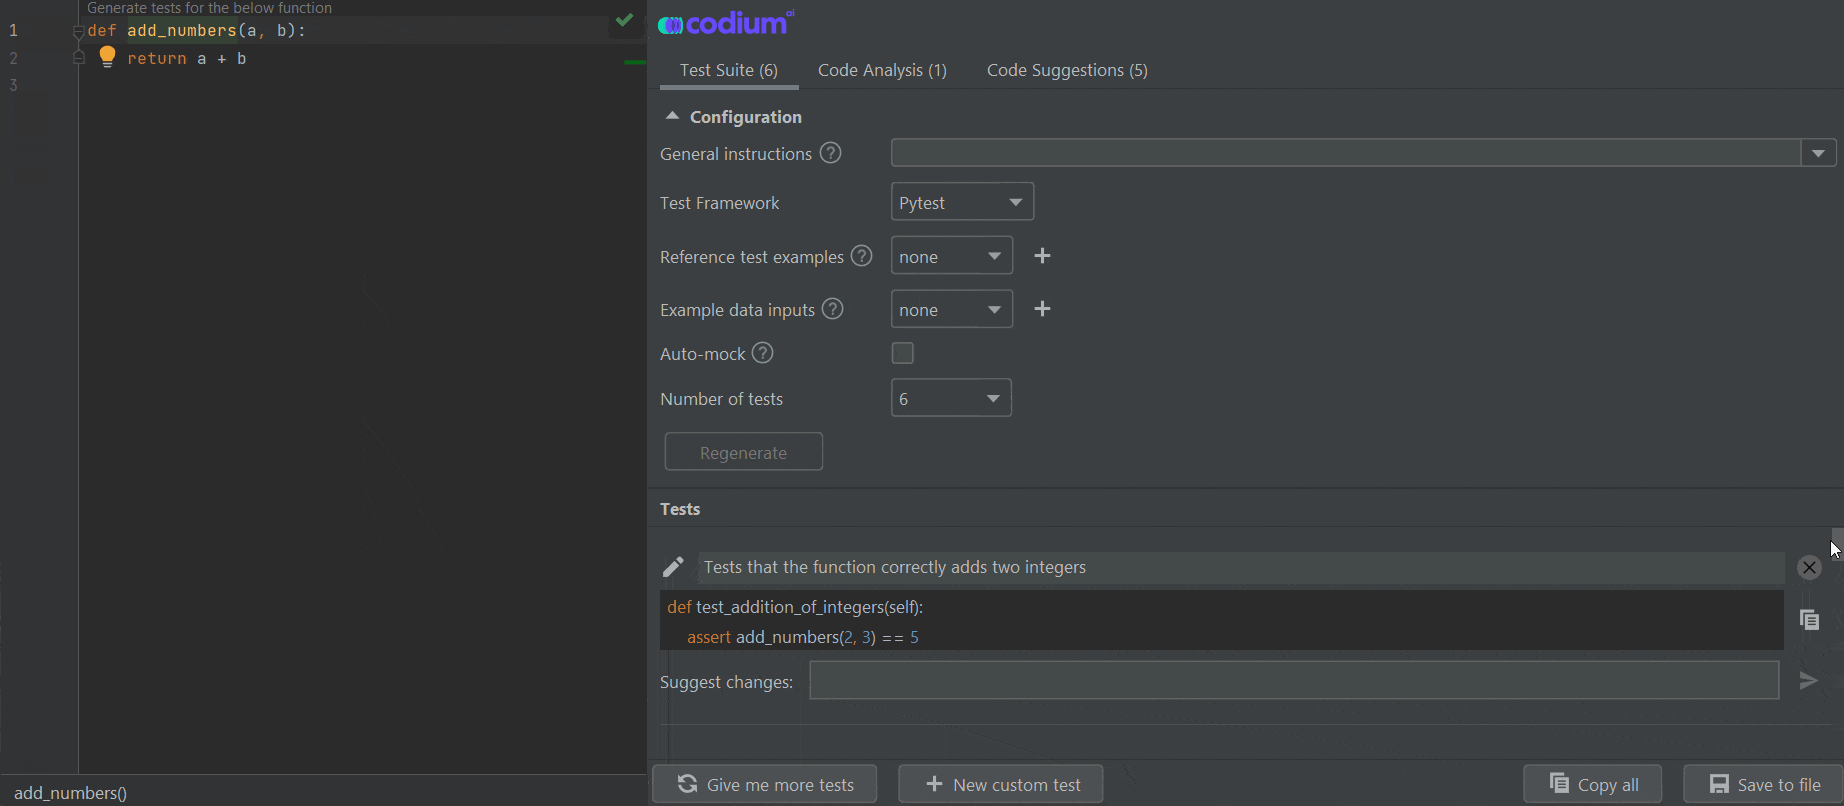 Generate tests for the below function
1 def add_numbers(a, b):
2 return a + b
3
add_numbers()
codium ai
Test Suite (6) Code Analysis (1) Code Suggestions (5)
Configuration
General instructions ?
Test Framework Pytest
Reference test examples ? none +
Example data inputs ? none +
Auto-mock ?
Number of tests 6
Regenerate
Tests
Tests that the function correctly adds two integers
def test_addition_of_integers(self):
assert add_numbers(2, 3) == 5
Suggest changes:
Give me more tests + New custom test Copy all Save to file